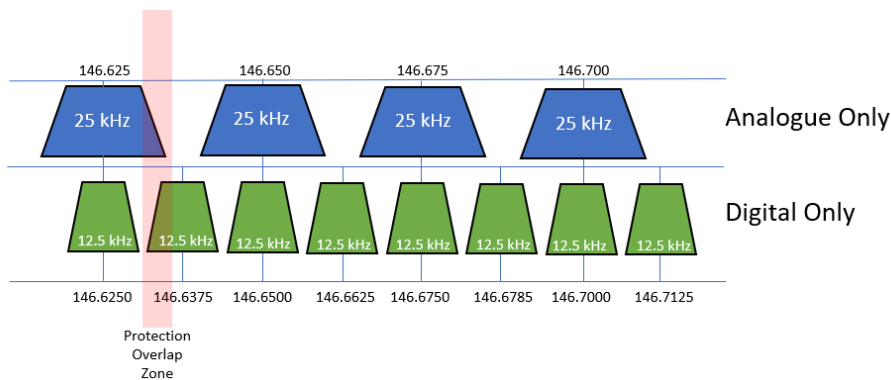 146.625 146.650 146.675 146.700
25 kHz 25 kHz 25 kHz 25 kHz
Analogue Only
Digital Only
12.5 kHz 12.5 kHz 12.5 kHz 12.5 kHz 12.5 kHz 12.5 kHz 12.5 kHz 12.5 kHz
146.6250 146.6375 146.6500 146.6625 146.6750 146.6785 146.7000 146.7125
Protection
Overlap
Zone